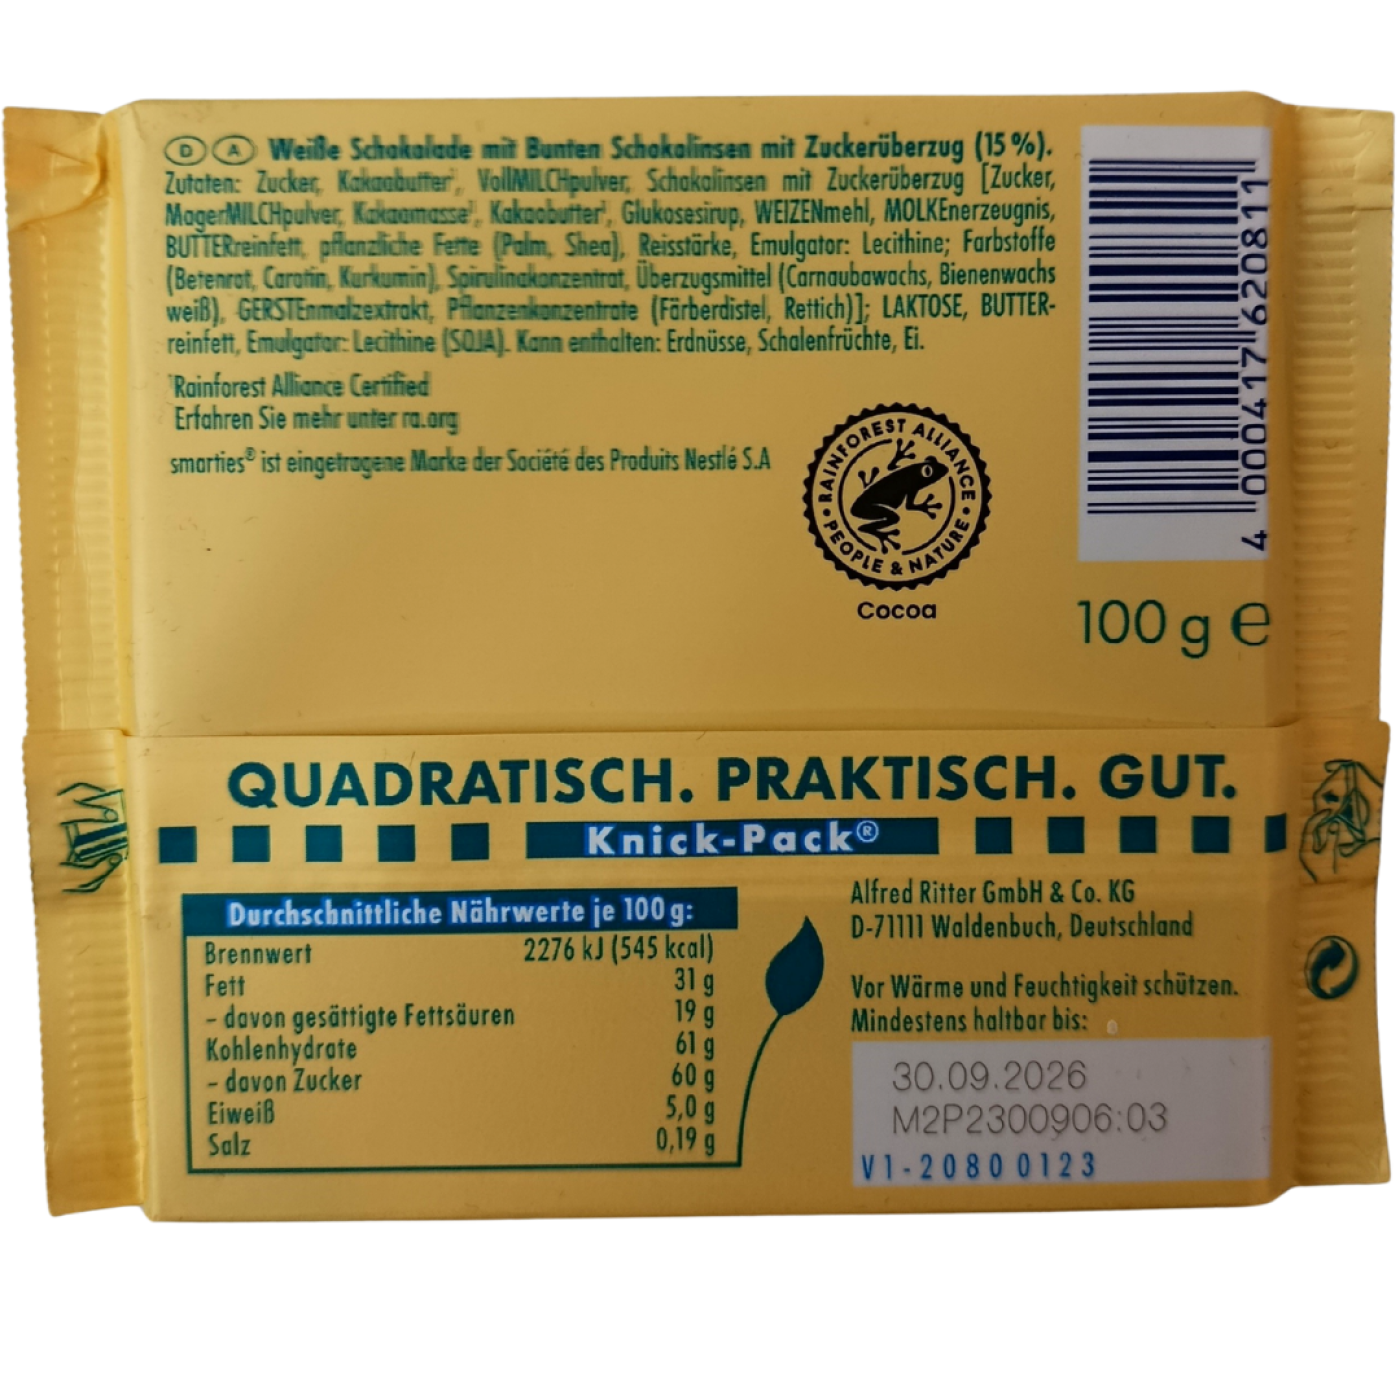 D A Weiße Schokolade mit Bunten Schokolinsen mit Zuckerüberzug (15 %).
Zutaten: Zucker, Kakaobutter¹, VollMILCHpulver, Schokolinsen mit Zuckerüberzug [Zucker,
MagerMILCHpulver, Kakaomasse¹, Kakaobutter¹, Glukosesirup, WEIZENmehl, MOLKEnerzeugnis,
BUTTERreinfett, pflanzliche Fette (Palm, Shea), Reisstärke, Emulgator: Lecithine; Farbstoffe
(Betenrot, Carotin, Kurkumin), Spirulinakonzentrat, Überzugsmittel (Carnaubawachs, Bienenwachs
weiß), GERSTEnmalzextrakt, Pflanzenkonzentrate (Färberdistel, Rettich)]; LAKTOSE, BUTTER-
reinfett, Emulgator: Lecithine (SOJA). Kann enthalten: Erdnüsse, Schalenfrüchte, Ei.
¹Rainforest Alliance Certified
Erfahren Sie mehr unter ra.org
smarties® ist eingetragene Marke der Société des Produits Nestlé S.A
RAINFOREST ALLIANCE
• PEOPLE & NATURE •
Cocoa
4 000417 620811
100 g ℮
QUADRATISCH. PRAKTISCH. GUT.
Knick-Pack®
Durchschnittliche Nährwerte je 100 g:
Brennwert 2276 kJ (545 kcal)
Fett 31 g
– davon gesättigte Fettsäuren 19 g
Kohlenhydrate 61 g
– davon Zucker 60 g
Eiweiß 5,0 g
Salz 0,19 g
Alfred Ritter GmbH & Co. KG
D-71111 Waldenbuch, Deutschland
Vor Wärme und Feuchtigkeit schützen.
Mindestens haltbar bis:
30.09.2026
M2P2300906:03
V1-2080 0123